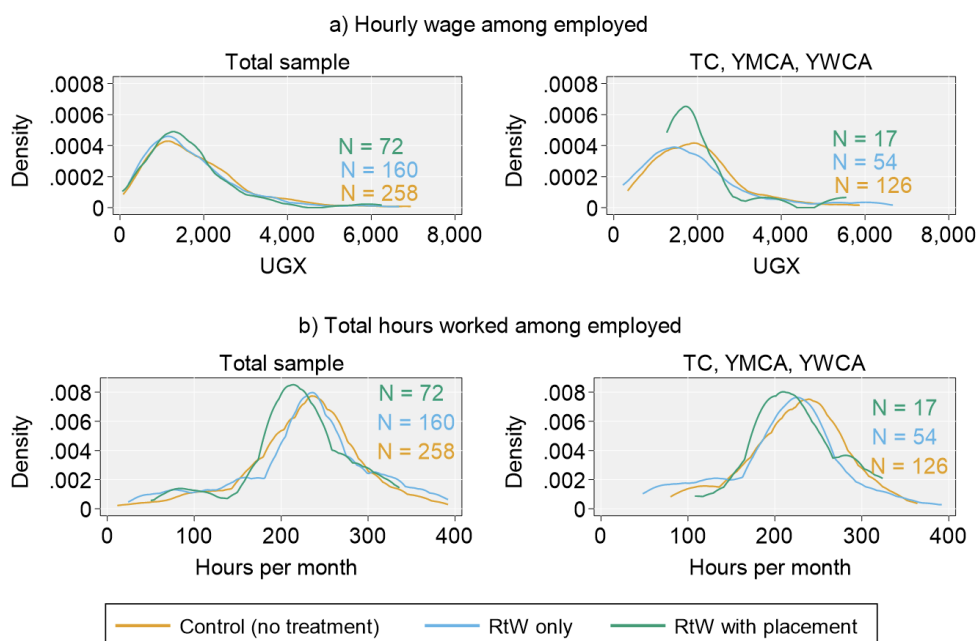 a) Hourly wage among employed
Total sample
Density
.0008
.0006
.0004
.0002
0
N = 72
N = 160
N = 258
0 2,000 4,000 6,000 8,000
UGX
TC, YMCA, YWCA
Density
.0008
.0006
.0004
.0002
0
N = 17
N = 54
N = 126
0 2,000 4,000 6,000 8,000
UGX
b) Total hours worked among employed
Total sample
Density
.008
.006
.004
.002
0
N = 72
N = 160
N = 258
0 100 200 300 400
Hours per month
TC, YMCA, YWCA
Density
.008
.006
.004
.002
0
N = 17
N = 54
N = 126
0 100 200 300 400
Hours per month
Control (no treatment) RtW only RtW with placement